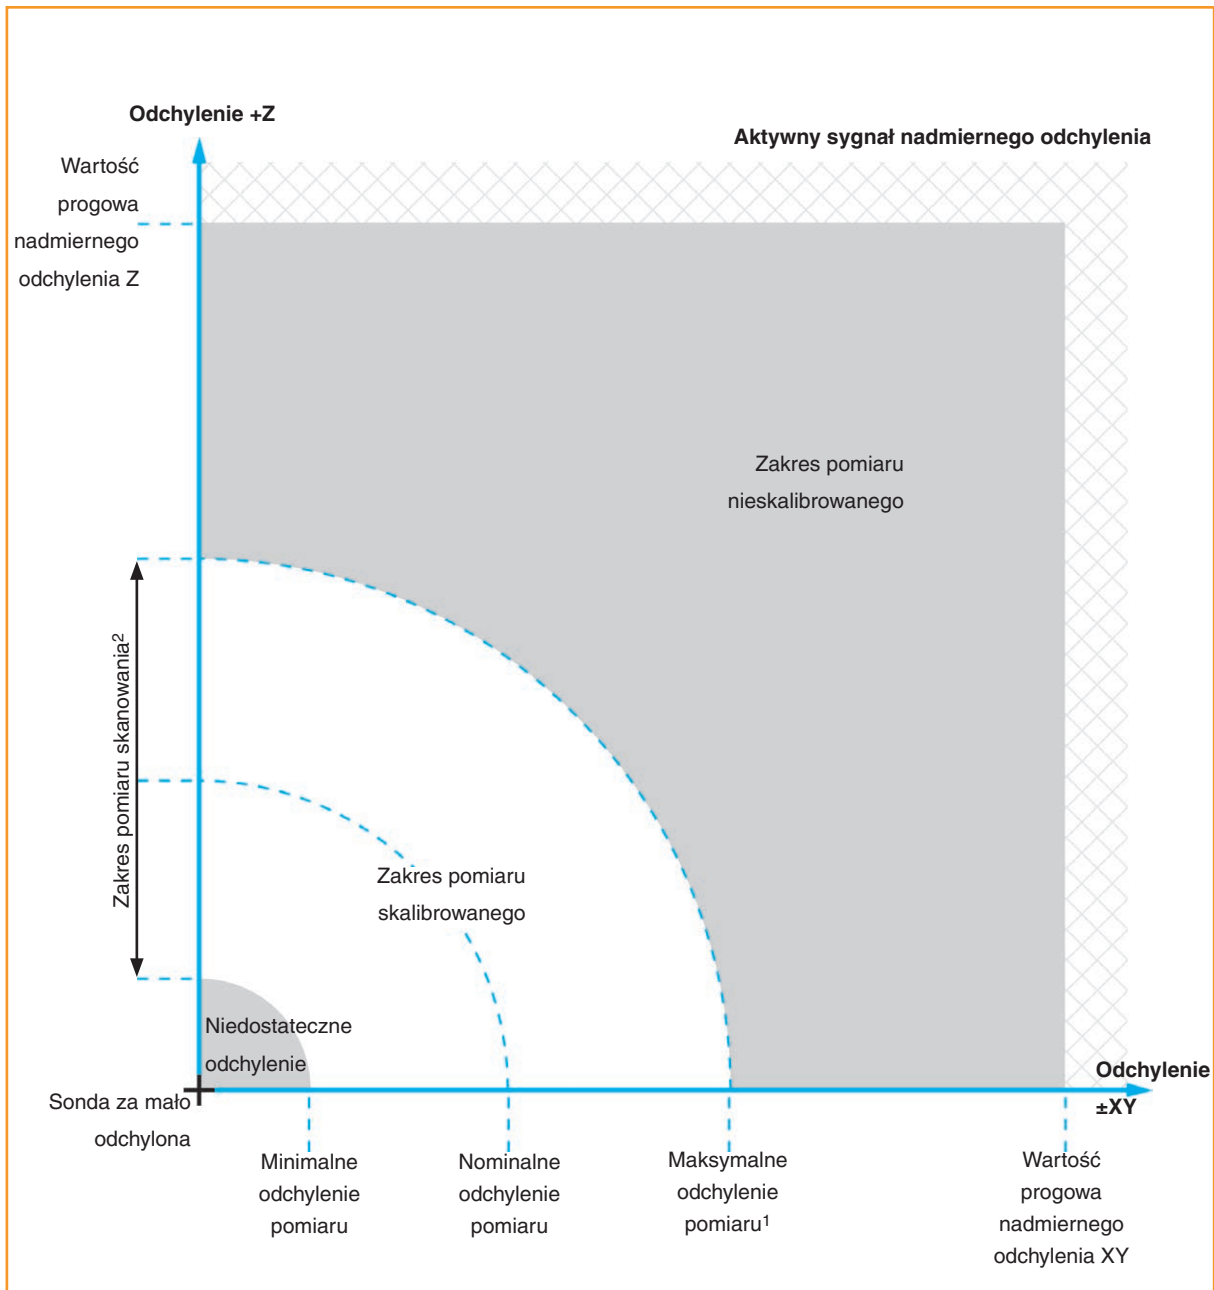 Odchylenie +Z
Aktywny sygnał nadmiernego odchylenia
Wartość
progowa
nadmiernego
odchylenia Z
Zakres pomiaru
nieskalibrowanego
Zakres pomiaru skanowania2
Zakres pomiaru
skalibrowanego
Niedostateczne
odchylenie
Odchylenie
±XY
Sonda za mało
odchylona
Minimalne
odchylenie
pomiaru
Nominalne
odchylenie
pomiaru
Maksymalne
odchylenie
pomiaru1
Wartość
progowa
nadmiernego
odchylenia XY